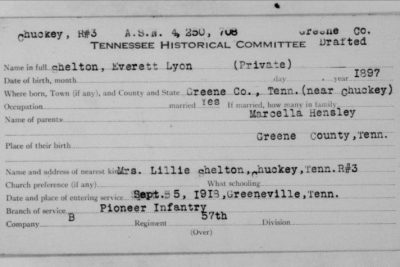 chuckey, R#3 A.S.N. 4,250,708 Greene Co.
TENNESSEE HISTORICAL COMMITTEE Drafted
Name in full chelton, Everett Lyon (Private)
Date of birth, month day , year 1897
Where born, Town (if any), and County and State Greene Co., Tenn.(near chuckey)
Occupation married Yes If married, how many in family
Name of parents Marcella Hensley
Greene County,Tenn.
Place of their birth
Name and address of nearest kin Mrs. Lillie chelton,chuckey,Tenn.R#3
Church preference (if any) What schooling
Date and place of entering service Sept.5 5, 1918,Greeneville,Tenn.
Branch of service Pioneer Infantry
Company B Regiment 57th Division
(Over)